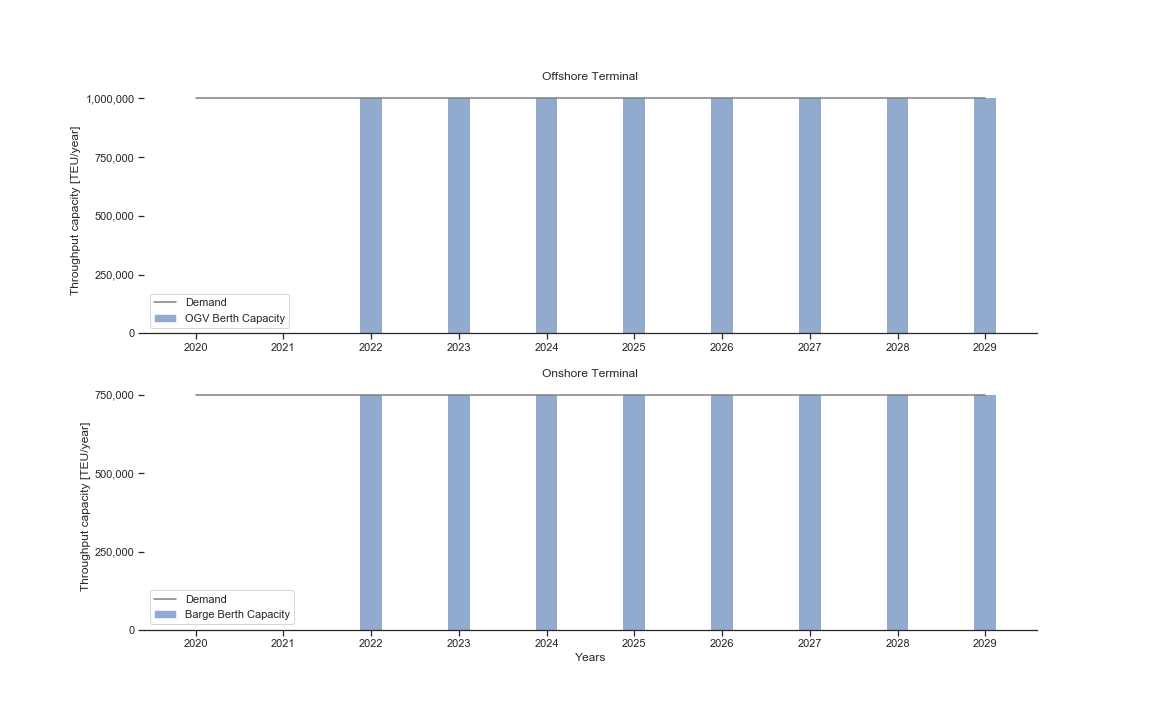 Offshore Terminal
Throughput capacity [TEU/year]
1,000,000
750,000
500,000
250,000
0
Demand
OGV Berth Capacity
2020 2021 2022 2023 2024 2025 2026 2027 2028 2029
Onshore Terminal
Throughput capacity [TEU/year]
750,000
500,000
250,000
0
Demand
Barge Berth Capacity
2020 2021 2022 2023 2024 2025 2026 2027 2028 2029
Years